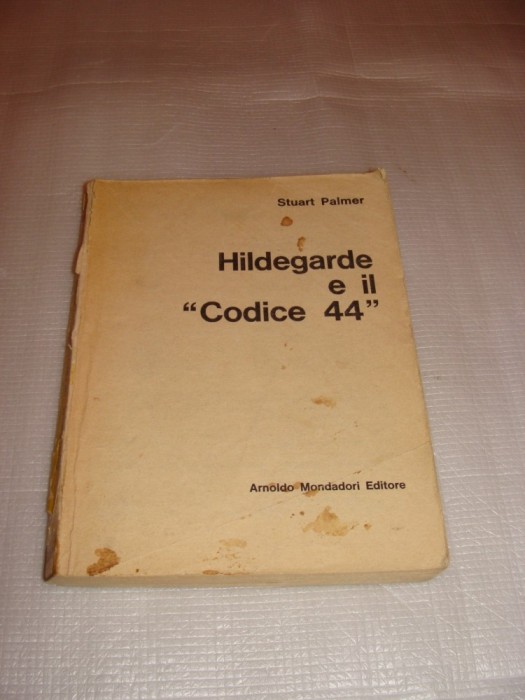 Stuart Palmer
Hildegarde
e il
“Codice 44”
Arnoldo Mondadori Editore